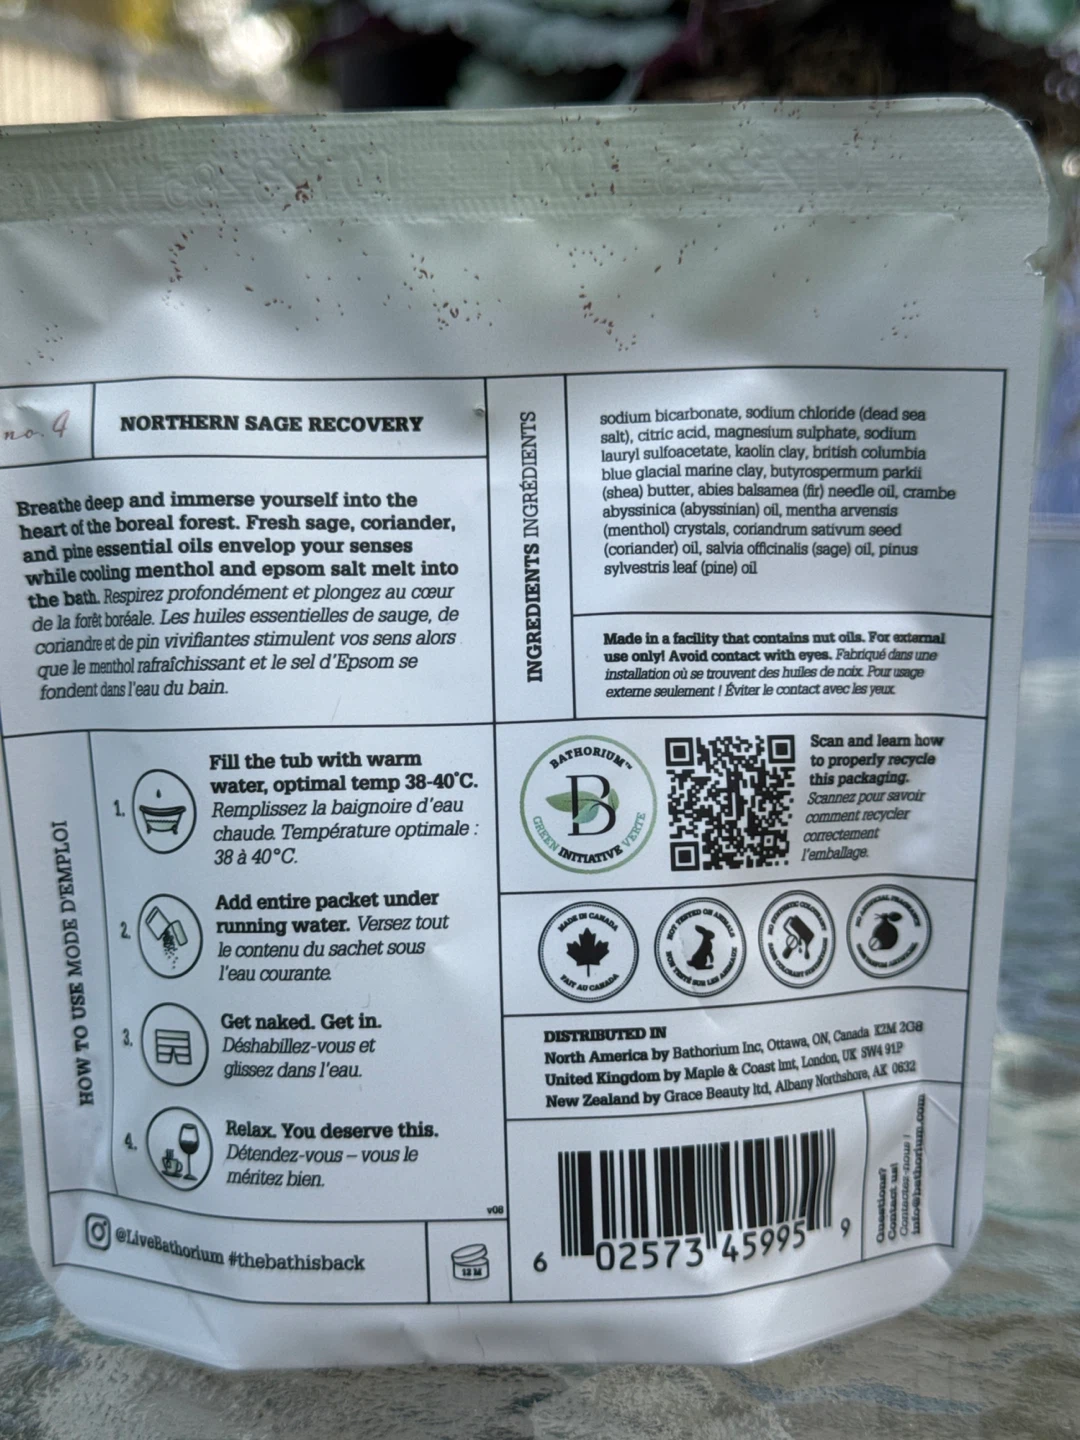 no. 4
NORTHERN SAGE RECOVERY
Breathe deep and immerse yourself into the
heart of the boreal forest. Fresh sage, coriander,
and pine essential oils envelop your senses
while cooling menthol and epsom salt melt into
the bath. Respirez profondément et plongez au cœur
de la forêt boréale. Les huiles essentielles de sauge, de
coriandre et de pin vivifiantes stimulent vos sens alors
que le menthol rafraîchissant et le sel d'Epsom se
fondent dans l'eau du bain.
INGREDIENTS INGRÉDIENTS
sodium bicarbonate, sodium chloride (dead sea
salt), citric acid, magnesium sulphate, sodium
lauryl sulfoacetate, kaolin clay, british columbia
blue glacial marine clay, butyrospermum parkii
(shea) butter, abies balsamea (fir) needle oil, crambe
abyssinica (abyssinian) oil, mentha arvensis
(menthol) crystals, coriandrum sativum seed
(coriander) oil, salvia officinalis (sage) oil, pinus
sylvestris leaf (pine) oil
Made in a facility that contains nut oils. For external
use only! Avoid contact with eyes. Fabriqué dans une
installation où se trouvent des huiles de noix. Pour usage
externe seulement ! Éviter le contact avec les yeux.
HOW TO USE MODE D'EMPLOI
1.
Fill the tub with warm
water, optimal temp 38-40°C.
Remplissez la baignoire d'eau
chaude. Température optimale :
38 à 40°C.
2.
Add entire packet under
running water. Versez tout
le contenu du sachet sous
l'eau courante.
3.
Get naked. Get in.
Déshabillez-vous et
glissez dans l'eau.
4.
Relax. You deserve this.
Détendez-vous – vous le
méritez bien.
v08
@LiveBathorium #thebathisback
12 M
BATHORIUM™
B
GREEN INITIATIVE VERTE
Scan and learn how
to properly recycle
this packaging.
Scannez pour savoir
comment recycler
correctement
l'emballage.
MADE IN CANADA
FAIT AU CANADA
NOT TESTED ON ANIMALS
NON TESTÉ SUR LES ANIMAUX
DISTRIBUTED IN
North America by Bathorium Inc, Ottawa, ON, Canada K2M 2G8
United Kingdom by Maple & Coast lmt, London, UK SW4 91P
New Zealand by Grace Beauty ltd, Albany Northshore, AK 0632
6 02573 45995 9
Questions?
Contact us!
Contactez-nous !
info@bathorium.com